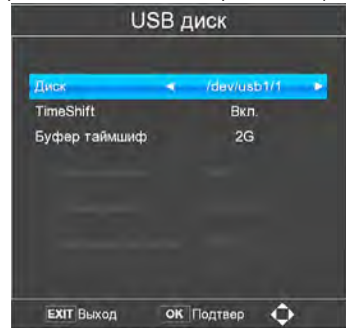 USB диск
Диск /dev/usb1/1
TimeShift Вкл.
Буфер таймшиф 2G
EXIT Выход OK Подтвер